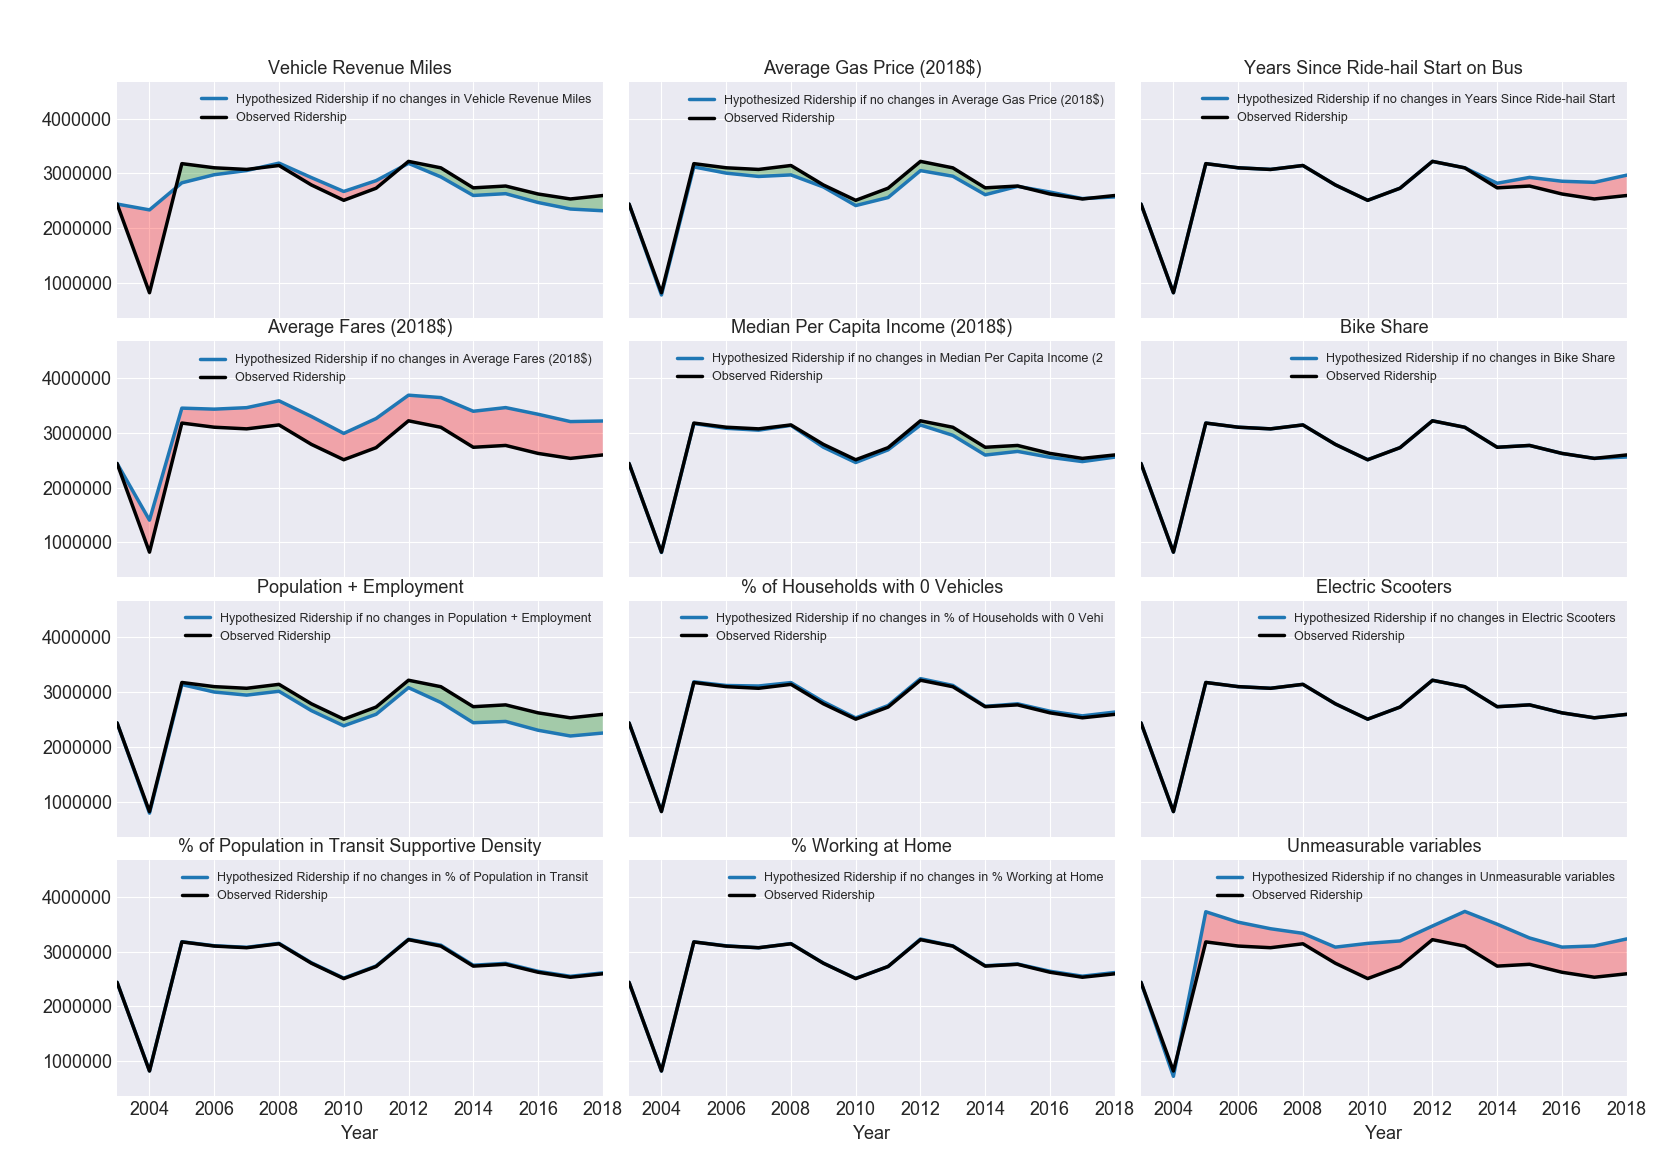 Vehicle Revenue Miles
Hypothesized Ridership if no changes in Vehicle Revenue Miles
Observed Ridership
4000000
3000000
2000000
1000000
Average Gas Price (2018$)
Hypothesized Ridership if no changes in Average Gas Price (2018$)
Observed Ridership
Years Since Ride-hail Start on Bus
Hypothesized Ridership if no changes in Years Since Ride-hail Start
Observed Ridership
Average Fares (2018$)
Hypothesized Ridership if no changes in Average Fares (2018$)
Observed Ridership
4000000
3000000
2000000
1000000
Median Per Capita Income (2018$)
Hypothesized Ridership if no changes in Median Per Capita Income (2
Observed Ridership
Bike Share
Hypothesized Ridership if no changes in Bike Share
Observed Ridership
Population + Employment
Hypothesized Ridership if no changes in Population + Employment
Observed Ridership
4000000
3000000
2000000
1000000
% of Households with 0 Vehicles
Hypothesized Ridership if no changes in % of Households with 0 Vehi
Observed Ridership
Electric Scooters
Hypothesized Ridership if no changes in Electric Scooters
Observed Ridership
% of Population in Transit Supportive Density
Hypothesized Ridership if no changes in % of Population in Transit
Observed Ridership
4000000
3000000
2000000
1000000
2004 2006 2008 2010 2012 2014 2016 2018
Year
% Working at Home
Hypothesized Ridership if no changes in % Working at Home
Observed Ridership
2004 2006 2008 2010 2012 2014 2016 2018
Year
Unmeasurable variables
Hypothesized Ridership if no changes in Unmeasurable variables
Observed Ridership
2004 2006 2008 2010 2012 2014 2016 2018
Year